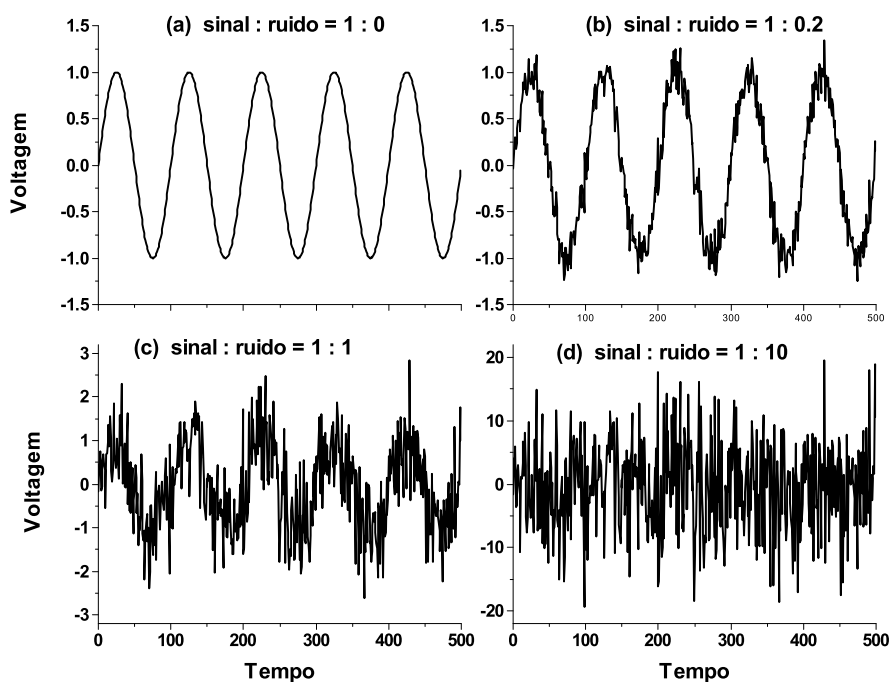 (a) sinal : ruido = 1 : 0
1.5
1.0
0.5
0.0
-0.5
-1.0
-1.5
Voltagem
(b) sinal : ruido = 1 : 0.2
1.5
1.0
0.5
0.0
-0.5
-1.0
-1.5
0 100 200 300 400 500
(c) sinal : ruido = 1 : 1
3
2
1
0
-1
-2
-3
Voltagem
0 100 200 300 400 500
Tempo
(d) sinal : ruido = 1 : 10
20
10
0
-10
-20
0 100 200 300 400 500
Tempo